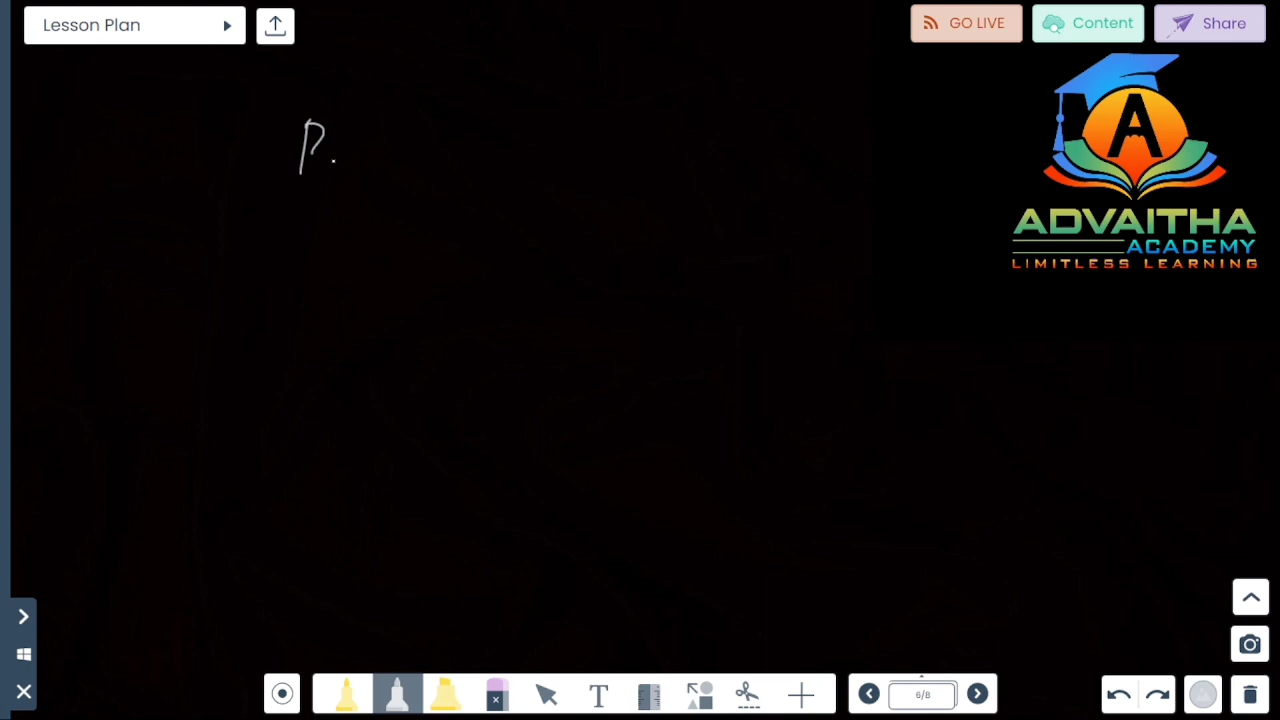 Lesson Plan
GO LIVE
Content
Share
P.
A
ADVAITHA
ACADEMY
LIMITLESS LEARNING
T
6/8